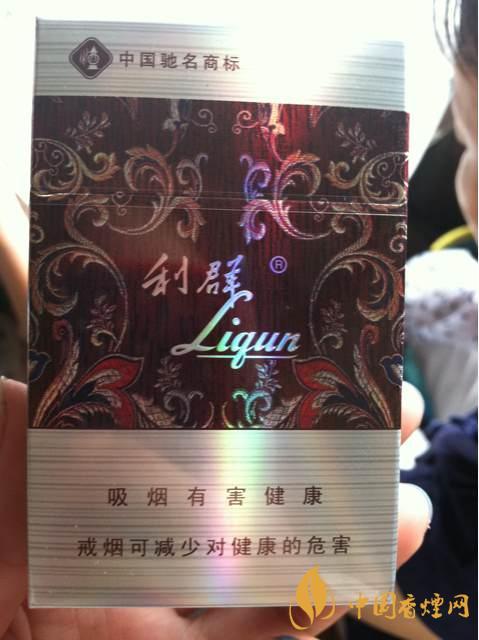 中国驰名商标
利群®
Liqun
吸烟有害健康
戒烟可减少对健康的危害
中国香烟网